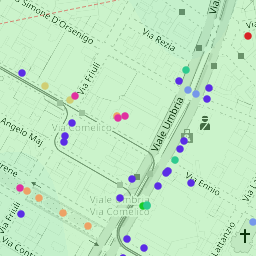 Simone D'Orsenigo
Via Rezia
Via Friuli
Via
Viale Umbria
Via Comelico
Angelo Maj
Via Ennio
Viale Umbria
Via Comelico
Via Friuli
Lattanzio